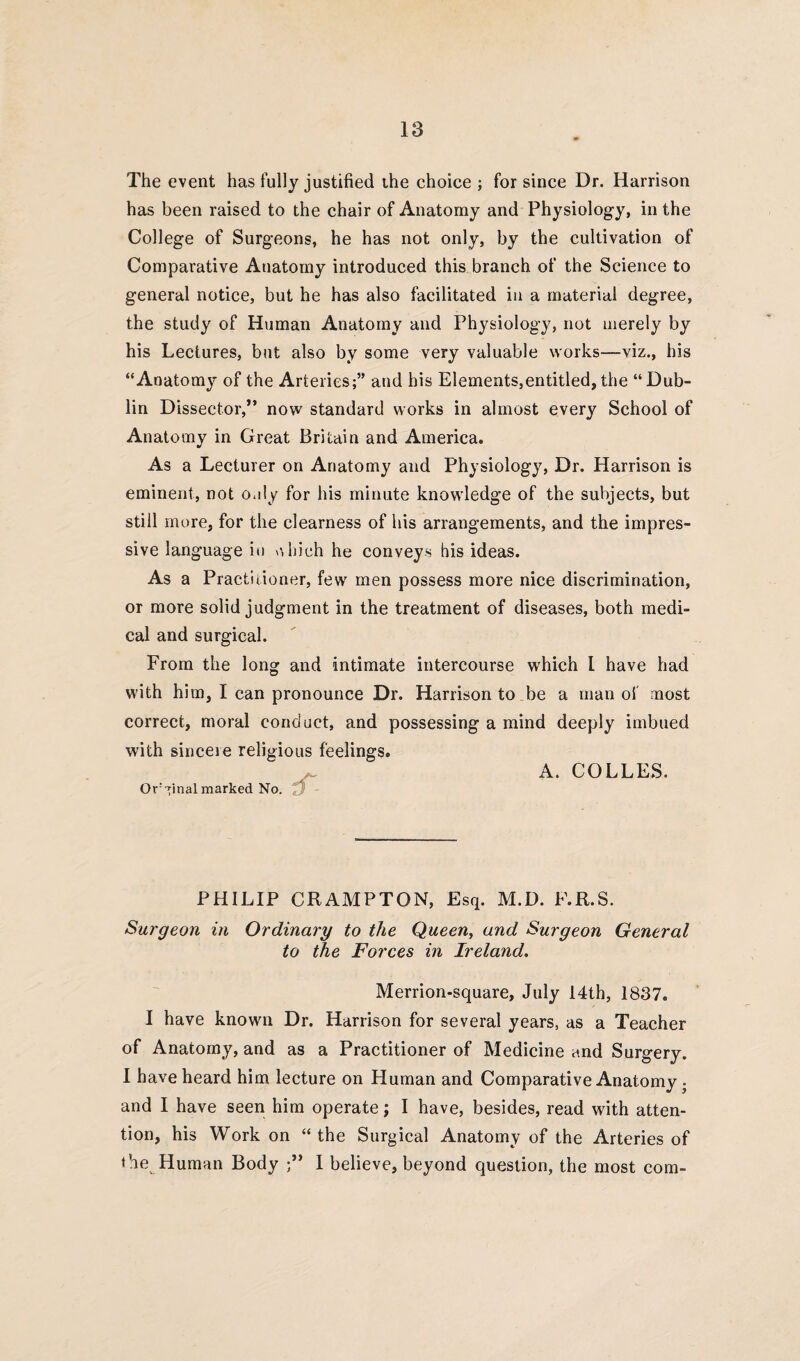 13
The event has fully justified the choice ; for since Dr. Harrison
has been raised to the chair of Anatomy and Physiology, in the
College of Surgeons, he has not only, by the cultivation of
Comparative Anatomy introduced this branch of the Science to
general notice, but he has also facilitated in a material degree,
the study of Human Anatomy and Physiology, not merely by
his Lectures, but also by some very valuable works—viz., his
“Anatomy of the Arteries;” and his Elements,entitled, the “ Dub-
lin Dissector,” now standard works in almost every School of
Anatomy in Great Britain and America.
As a Lecturer on Anatomy and Physiology, Dr. Harrison is
eminent, not only for his minute knowledge of the subjects, but
still more, for the clearness of his arrangements, and the impres-
sive language in which he conveys his ideas.
As a Practitioner, few men possess more nice discrimination,
or more solid judgment in the treatment of diseases, both medi-
cal and surgical.
From the long and intimate intercourse which I have had
with him, I can pronounce Dr. Harrison to be a man of most
correct, moral conduct, and possessing a mind deeply imbued
with sincere religious feelings.
A. COLLES.
Original marked No.
PHILIP CRAMPTON, Esq. M.D. F.R.S.
Surgeon in Ordinary to the Queen, and Surgeon General
to the Forces in Ireland.
Merrion-square, July 14th, 1837.
I have known Dr. Harrison for several years, as a Teacher
of Anatomy, and as a Practitioner of Medicine and Surgery.
I have heard him lecture on Human and Comparative Anatomy ;
and I have seen him operate ; I have, besides, read with atten-
tion, his Work on “ the Surgical Anatomy of the Arteries of
the Human Body ;” I believe, beyond question, the most com-